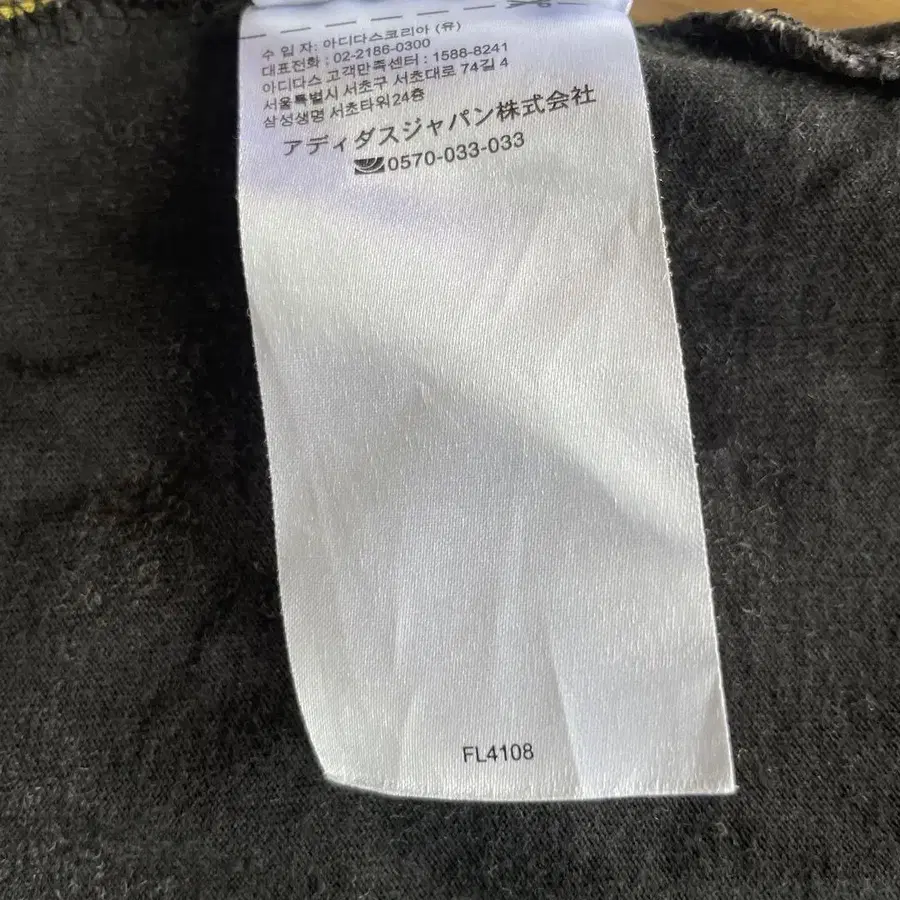 수 입 자: 아디다스코리아 (유)
대표전화 : 02-2186-0300
아디다스 고객만족센터 : 1588-8241
서울특별시 서초구 서초대로 74길 4
삼성생명 서초타워24층
アディダスジャパン株式会社
0570-033-033
FL4108